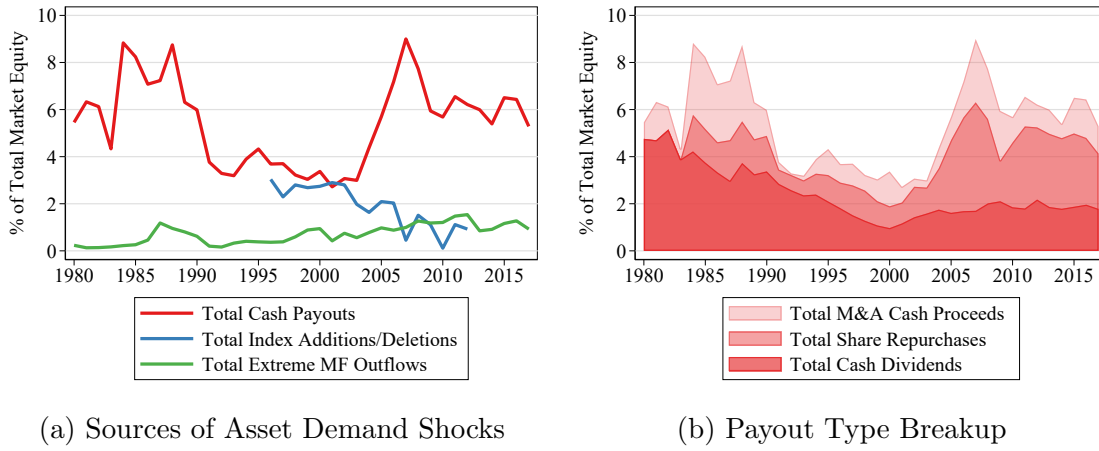 % of Total Market Equity
10
8
6
4
2
0
1980 1985 1990 1995 2000 2005 2010 2015
Total Cash Payouts
Total Index Additions/Deletions
Total Extreme MF Outflows
(a) Sources of Asset Demand Shocks
% of Total Market Equity
10
8
6
4
2
0
1980 1985 1990 1995 2000 2005 2010 2015
Total M&A Cash Proceeds
Total Share Repurchases
Total Cash Dividends
(b) Payout Type Breakup